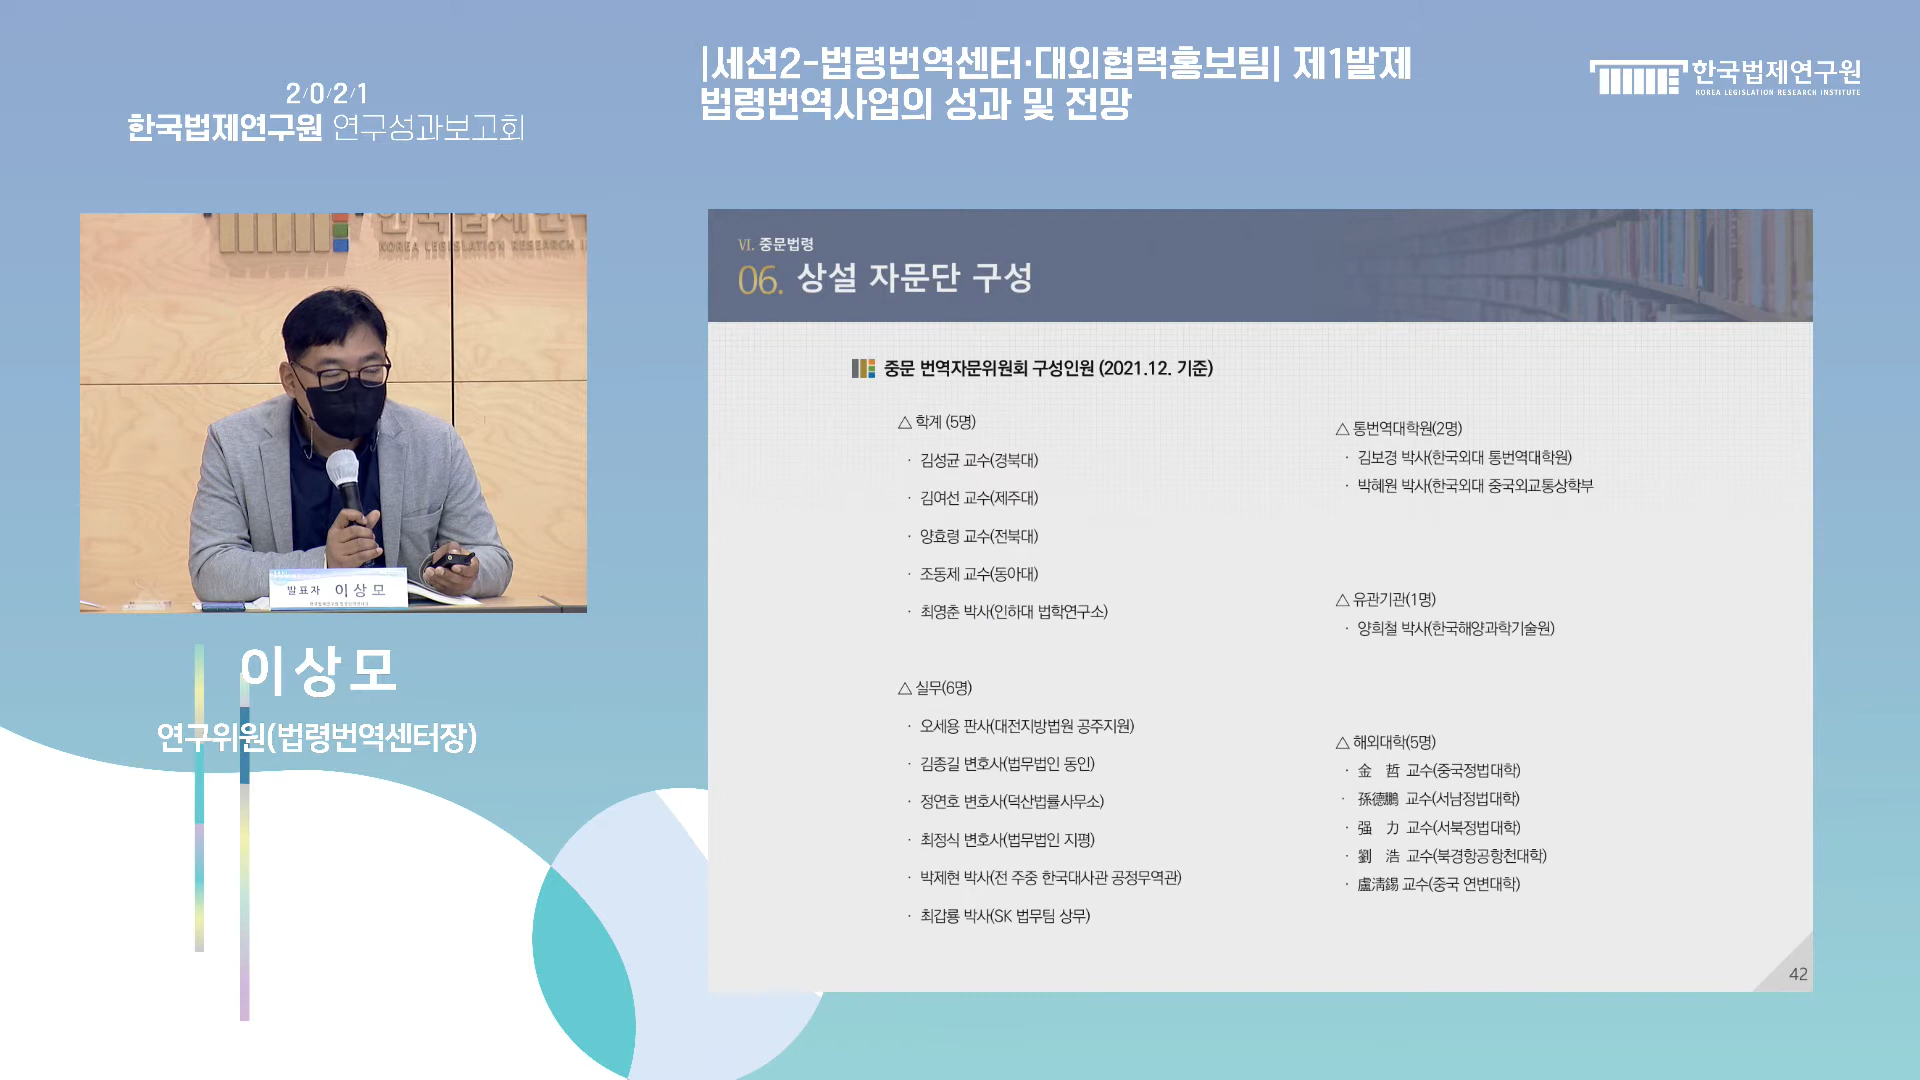 2/0/2/1
한국법제연구원 연구성과보고회
|세션2-법령번역센터·대외협력홍보팀| 제1발제
법령번역사업의 성과 및 전망
한국법제연구원
KOREA LEGISLATION RESEARCH INSTITUTE
한국법제연
KOREA LEGISLATION RESEARCH I
발표자 이상모
이상모
연구위원(법령번역센터장)
VI. 중문법령
06. 상설 자문단 구성
중문 번역자문위원회 구성인원 (2021.12. 기준)
△ 학계 (5명)
· 김성균 교수(경북대)
· 김여선 교수(제주대)
· 양효령 교수(전북대)
· 조동제 교수(동아대)
· 최영춘 박사(인하대 법학연구소)
△ 실무(6명)
· 오세용 판사(대전지방법원 공주지원)
· 김종길 변호사(법무법인 동인)
· 정연호 변호사(덕산법률사무소)
· 최정식 변호사(법무법인 지평)
· 박제현 박사(전 주중 한국대사관 공정무역관)
· 최갑룡 박사(SK 법무팀 상무)
△ 통번역대학원(2명)
· 김보경 박사(한국외대 통번역대학원)
· 박혜원 박사(한국외대 중국외교통상학부
△ 유관기관(1명)
· 양희철 박사(한국해양과학기술원)
△ 해외대학(5명)
· 金 哲 교수(중국정법대학)
· 孫德鵬 교수(서남정법대학)
· 强 力 교수(서북정법대학)
· 劉 浩 교수(북경항공항천대학)
· 盧淸錫 교수(중국 연변대학)
42